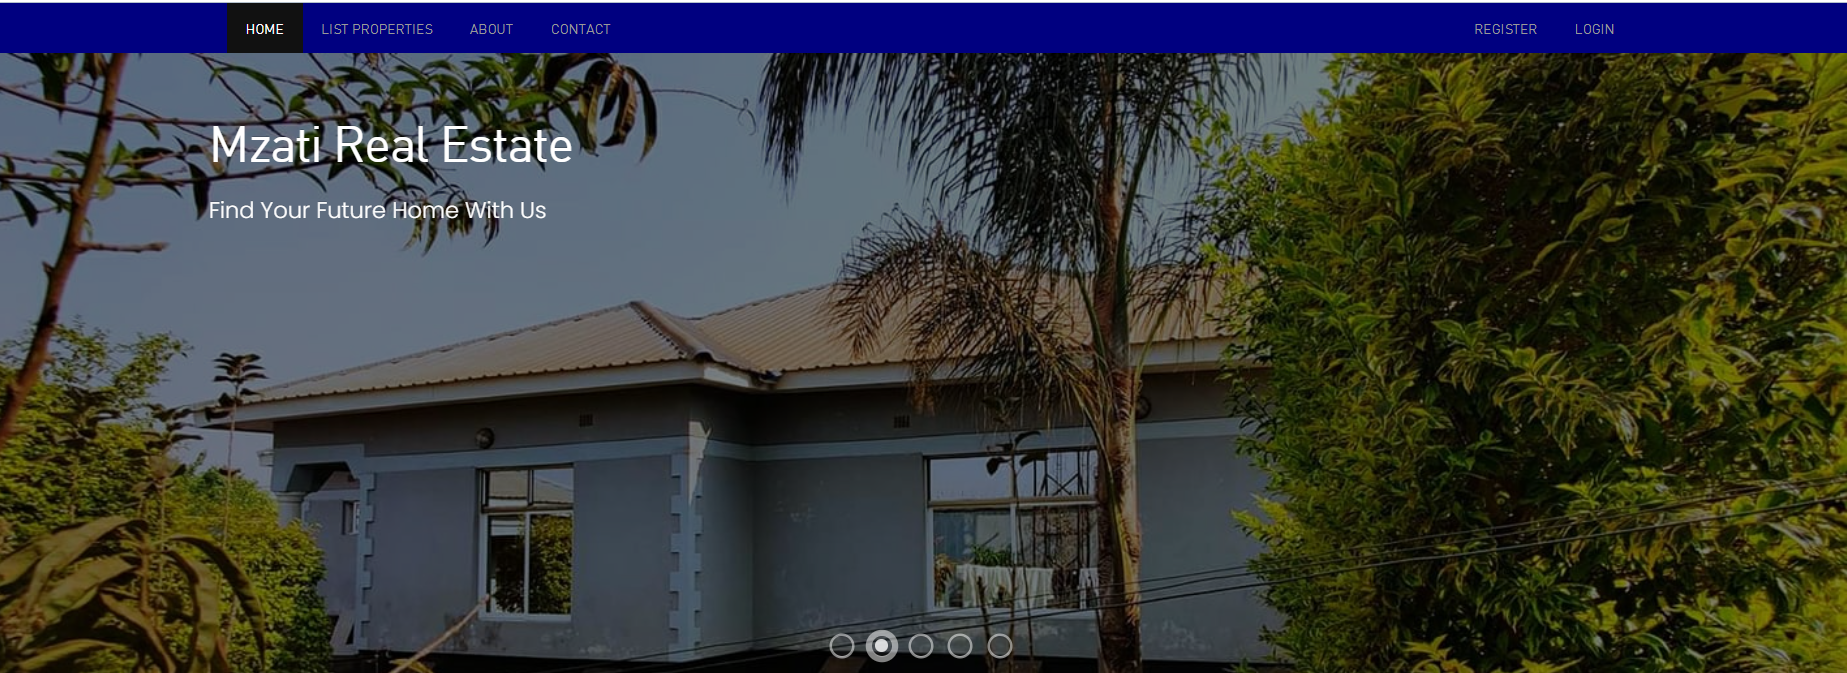 HOME LIST PROPERTIES ABOUT CONTACT REGISTER LOGIN
Mzati Real Estate
Find Your Future Home With Us